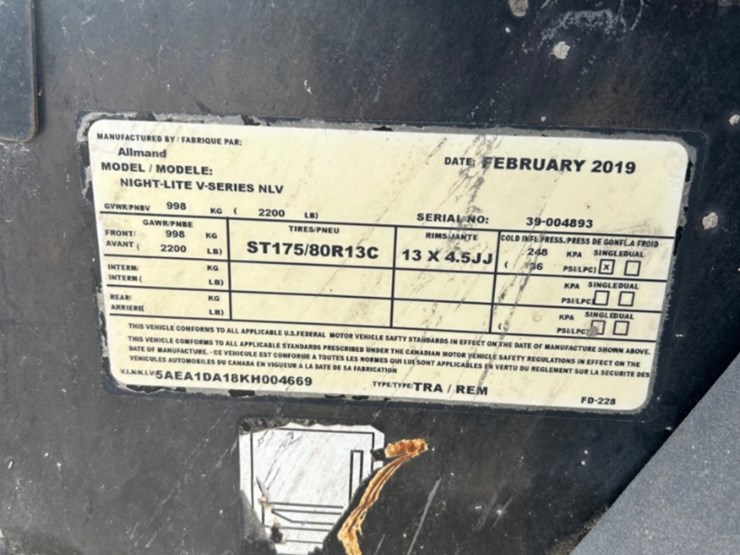 MANUFACTURED BY / FABRIQUE PAR:
Allmand
DATE: FEBRUARY 2019
MODEL / MODELE:
NIGHT-LITE V-SERIES NLV
GVWR/PNBV 998 KG ( 2200 LB) SERIAL NO: 39-004893
GAWR/PNBE TIRES/PNEU RIMS/JANTE COLD INFL.PRESS./PRESS DE GONFL.A FROID
FRONT/ 998 KG ST175/80R13C 13 X 4.5JJ 248 KPA SINGLE DUAL
AVANT ( 2200 LB) ( 36 PSI/LPC) X
INTERM/ KG KPA SINGLE DUAL
INTERM ( LB) PSI/LPC)
REAR/ KG KPA SINGLE DUAL
ARRIERE LB) ( PSI/LPC)
THIS VEHICLE CONFORMS TO ALL APPLICABLE U.S.FEDERAL MOTOR VEHICLE SAFTY STANDARDS IN EFFECT ON THE DATE OF MANUFACTURE SHOWN ABOVE.
THIS VEHICLE CONFORMS TO ALL APPLICABLE STANDARDS PRESCRIBED UNDER THE CANADIAN MOTOR VEHICLE SAFETY REGULATIONS IN EFFECT ON THE
DATE OF MANUFACTURE. - CE VEHICULE EST CONFORME A TOUTES LES NORMES QUI LUI SONT APPLICABLES EN VERTU DU REGLEMENT SUR LA SECURITE DES
VEHICULES AUTOMOBILES DU CANADA EN VIGUEUR A LA DATE DE SA FABRICATION
V.I.N/N.I.V 5AEA1DA18KH004669 TYPE/TYPE: TRA / REM FD-228